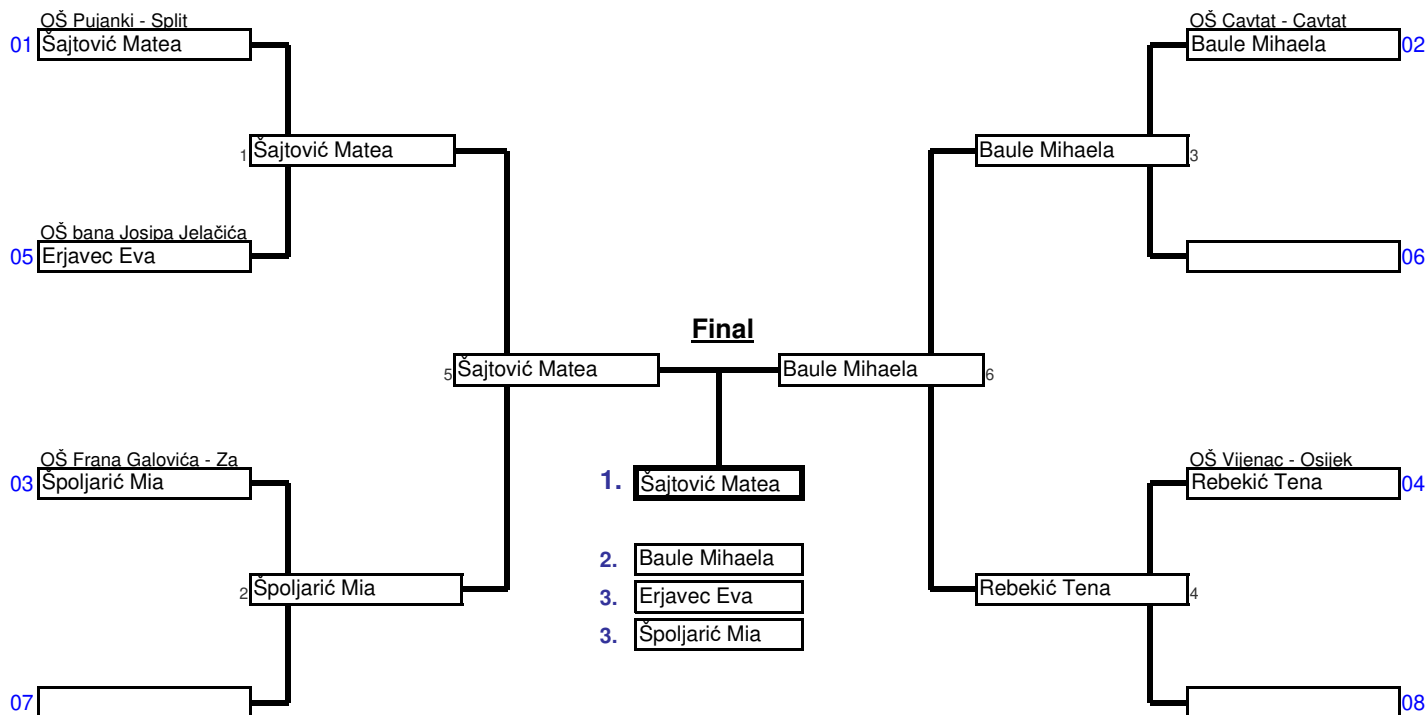 OŠ Pujanki - Split
01 Šajtović Matea
OŠ Cavtat - Cavtat
Baule Mihaela 02
1 Šajtović Matea
Baule Mihaela 3
OŠ bana Josipa Jelačića
05 Erjavec Eva
06
Final
5 Šajtović Matea
Baule Mihaela 6
OŠ Frana Galovića - Za
03 Špoljarić Mia
OŠ Vijenac - Osijek
Rebekić Tena 04
1. Šajtović Matea
2. Baule Mihaela
3. Erjavec Eva
3. Špoljarić Mia
2 Špoljarić Mia
Rebekić Tena 4
07
08